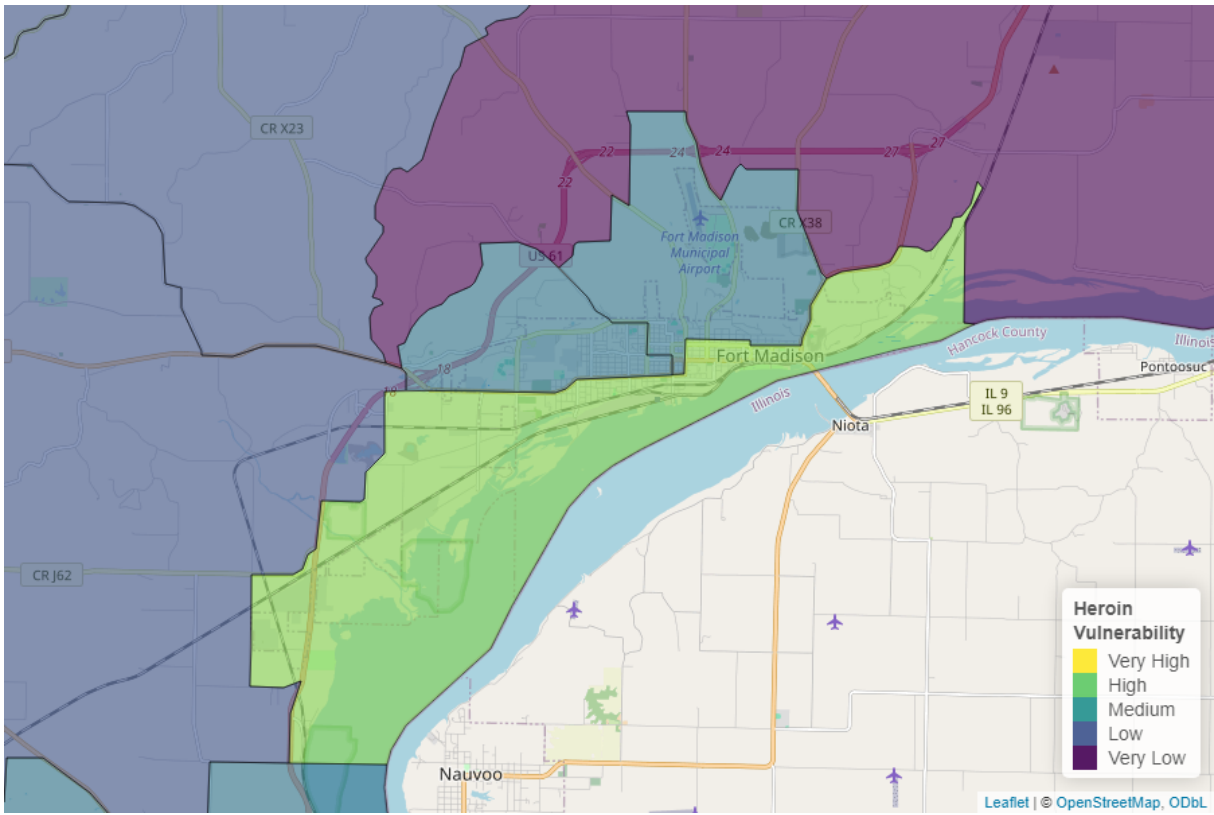 CR X23
22
24
24
27
27
22
CR X38
Fort Madison
Municipal
Airport
US 61
Hancock County
Illinois
Fort Madison
18
18
Pontoosuc
Illinois
IL 9
IL 96
Niota
CR J62
Heroin
Vulnerability
Very High
High
Medium
Low
Very Low
Nauvoo
Leaflet | © OpenStreetMap, ODbL